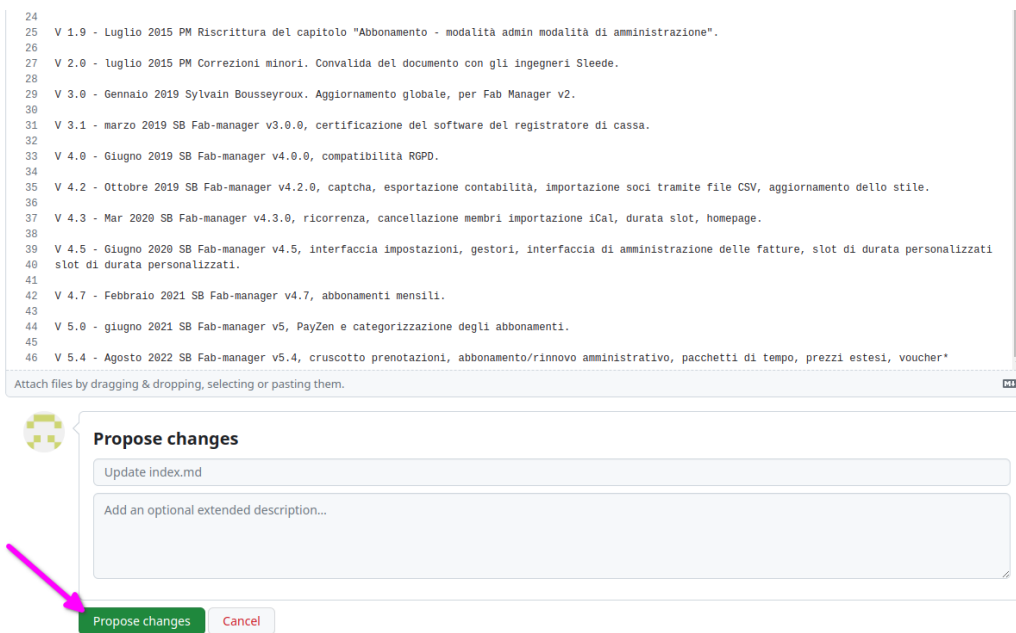 24
25 V 1.9 - Luglio 2015 PM Riscrittura del capitolo "Abbonamento - modalità admin modalità di amministrazione".
26
27 V 2.0 - luglio 2015 PM Correzioni minori. Convalida del documento con gli ingegneri Sleede.
28
29 V 3.0 - Gennaio 2019 Sylvain Bousseyroux. Aggiornamento globale, per Fab Manager v2.
30
31 V 3.1 - marzo 2019 SB Fab-manager v3.0.0, certificazione del software del registratore di cassa.
32
33 V 4.0 - Giugno 2019 SB Fab-manager v4.0.0, compatibilità RGPD.
34
35 V 4.2 - Ottobre 2019 SB Fab-manager v4.2.0, captcha, esportazione contabilità, importazione soci tramite file CSV, aggiornamento dello stile.
36
37 V 4.3 - Mar 2020 SB Fab-manager v4.3.0, ricorrenza, cancellazione membri importazione iCal, durata slot, homepage.
38
39 V 4.5 - Giugno 2020 SB Fab-manager v4.5, interfaccia impostazioni, gestori, interfaccia di amministrazione delle fatture, slot di durata personalizzati
40 slot di durata personalizzati.
41
42 V 4.7 - Febbraio 2021 SB Fab-manager v4.7, abbonamenti mensili.
43
44 V 5.0 - giugno 2021 SB Fab-manager v5, PayZen e categorizzazione degli abbonamenti.
45
46 V 5.4 - Agosto 2022 SB Fab-manager v5.4, cruscotto prenotazioni, abbonamento/rinnovo amministrativo, pacchetti di tempo, prezzi estesi, voucher*
Attach files by dragging & dropping, selecting or pasting them.
Propose changes
Update index.md
Add an optional extended description...
Propose changes Cancel